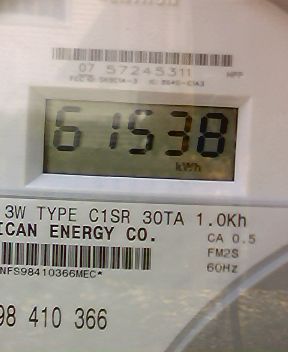 07 57245311
61538
kWh
3W TYPE C1SR 30TA 1.0Kh
ICAN ENERGY CO.
CA 0.5
FM2S
60HZ
NFS98410366MEC*
98 410 366